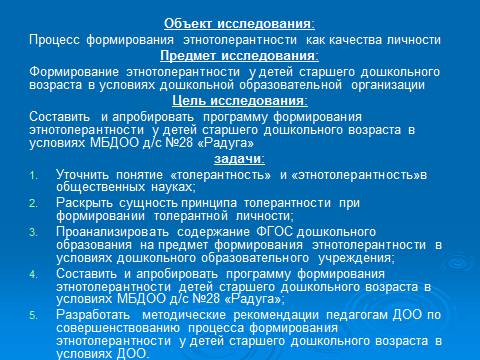 Объект исследования:
Процесс формирования этнотолерантности как качества личности
Предмет исследования:
Формирование этнотолерантности у детей старшего дошкольного
возраста в условиях дошкольной образовательной организации
Цель исследования:
Составить и апробировать программу формирования
этнотолерантности у детей старшего дошкольного возраста в
условиях МБДОО д/с №28 «Радуга»
задачи:
1. Уточнить понятие «толерантность» и «этнотолерантность»в
общественных науках;
2. Раскрыть сущность принципа толерантности при
формировании толерантной личности;
3. Проанализировать содержание ФГОС дошкольного
образования на предмет формирования этнотолерантности в
условиях дошкольного образовательного учреждения;
4. Составить и апробировать программу формирования
этнотолерантности детей старшего дошкольного возраста в
условиях МБДОО д/с №28 «Радуга»;
5. Разработать методические рекомендации педагогам ДОО по
совершенствованию процесса формирования
этнотолерантности у детей старшего дошкольного возраста в
условиях ДОО.